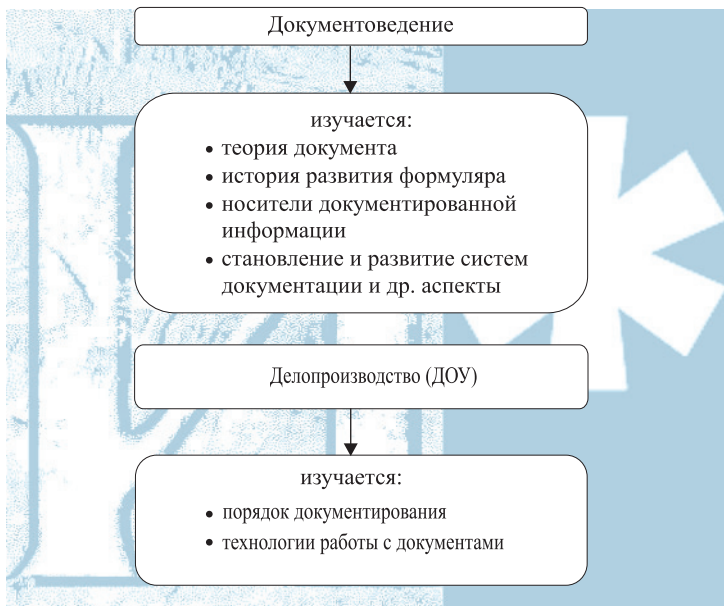 Документоведение
изучается:
• теория документа
• история развития формуляра
• носители документированной
информации
• становление и развитие систем
документации и др. аспекты
Делопроизводство (ДОУ)
изучается:
• порядок документирования
• технологии работы с документами